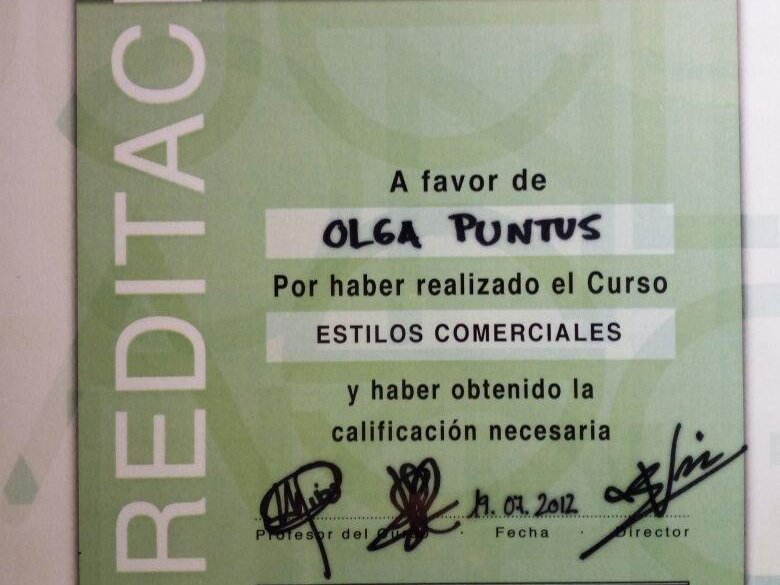 REDITAC
A favor de
OLGA PUNTUS
Por haber realizado el Curso
ESTILOS COMERCIALES
y haber obtenido la
calificación necesaria
19.07.2012
Profesor del Curso · Fecha · Director